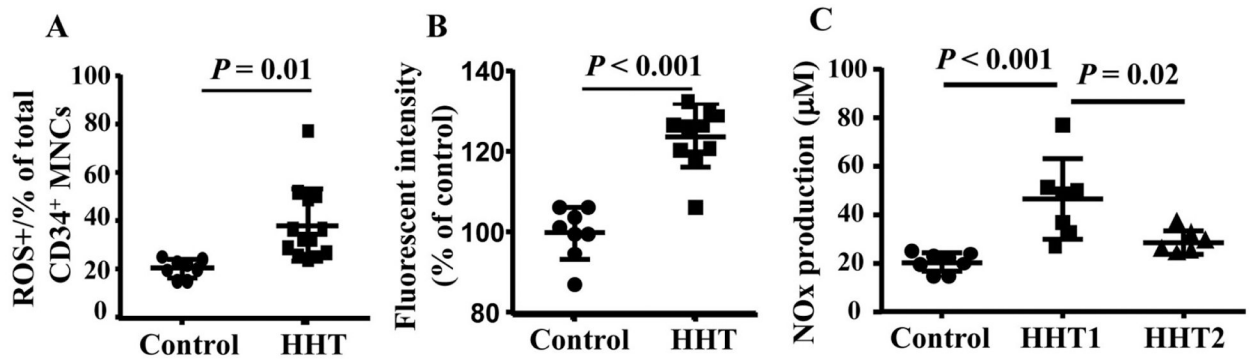 A
ROS+/% of total
CD34⁺ MNCs
100
80
60
40
20
0
P = 0.01
Control
HHT
B
Fluorescent intensity
(% of control)
140
120
100
80
P < 0.001
Control
HHT
C
NOx production (μM)
100
80
60
40
20
0
P < 0.001
P = 0.02
Control
HHT1
HHT2